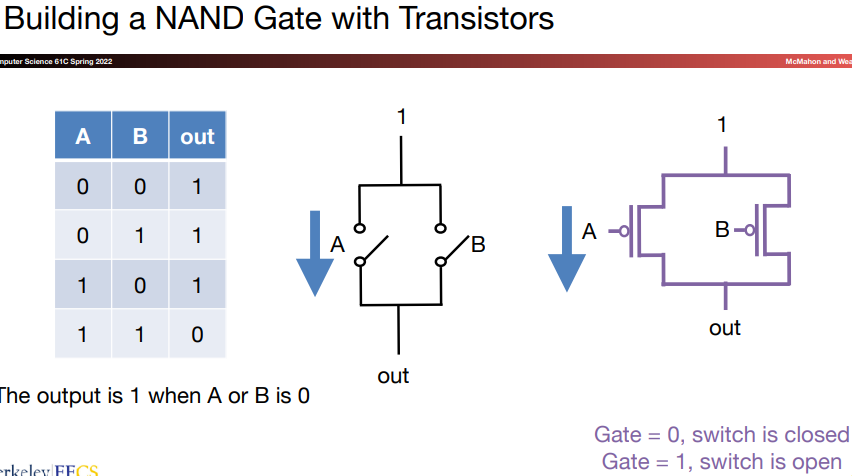 Building a NAND Gate with Transistors
mputer Science 61C Spring 2022
McMahon and Wea
A B out
0 0 1
0 1 1
1 0 1
1 1 0
1
A
B
out
1
A
B
out
The output is 1 when A or B is 0
Gate = 0, switch is closed
Gate = 1, switch is open
erkeley EECS